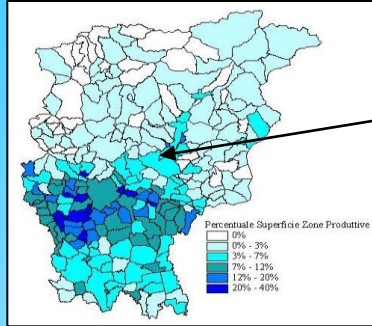 Percentuale Superficie Zone Produttive
0%
0% - 3%
3% - 7%
7% - 12%
12% - 20%
20% - 40%